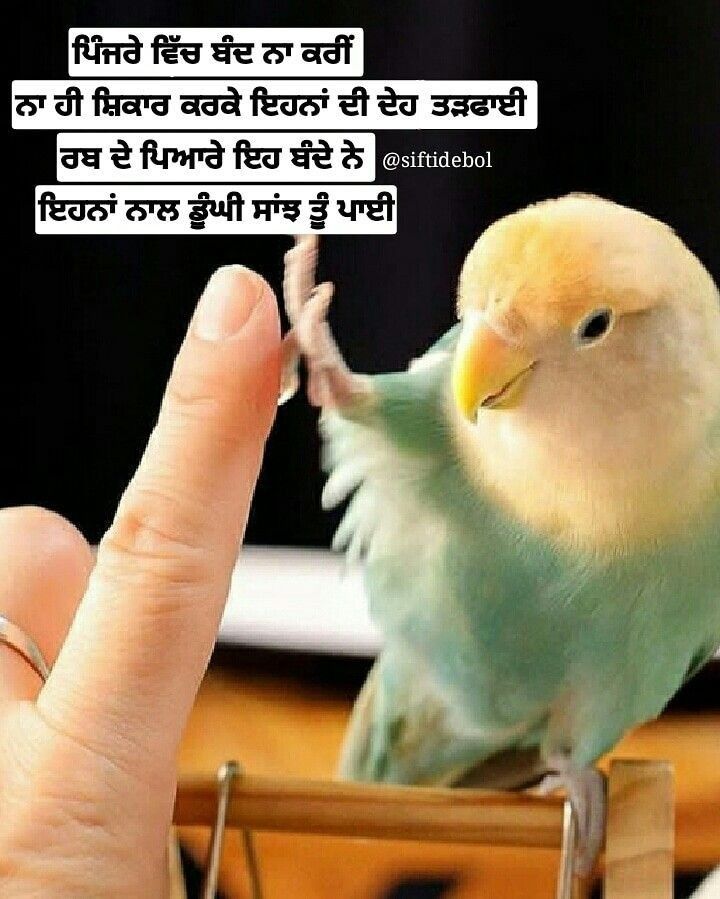 ਪਿੰਜਰੇ ਵਿੱਚ ਬੰਦ ਨਾ ਕਰੀਂ
ਨਾ ਹੀ ਸ਼ਿਕਾਰ ਕਰਕੇ ਇਹਨਾਂ ਦੀ ਦੇਹ ਤੜਫਾਈ
ਰਬ ਦੇ ਪਿਆਰੇ ਇਹ ਬੰਦੇ ਨੇ @siftidebol
ਇਹਨਾਂ ਨਾਲ ਡੂੰਘੀ ਸਾਂਝ ਤੂੰ ਪਾਈ